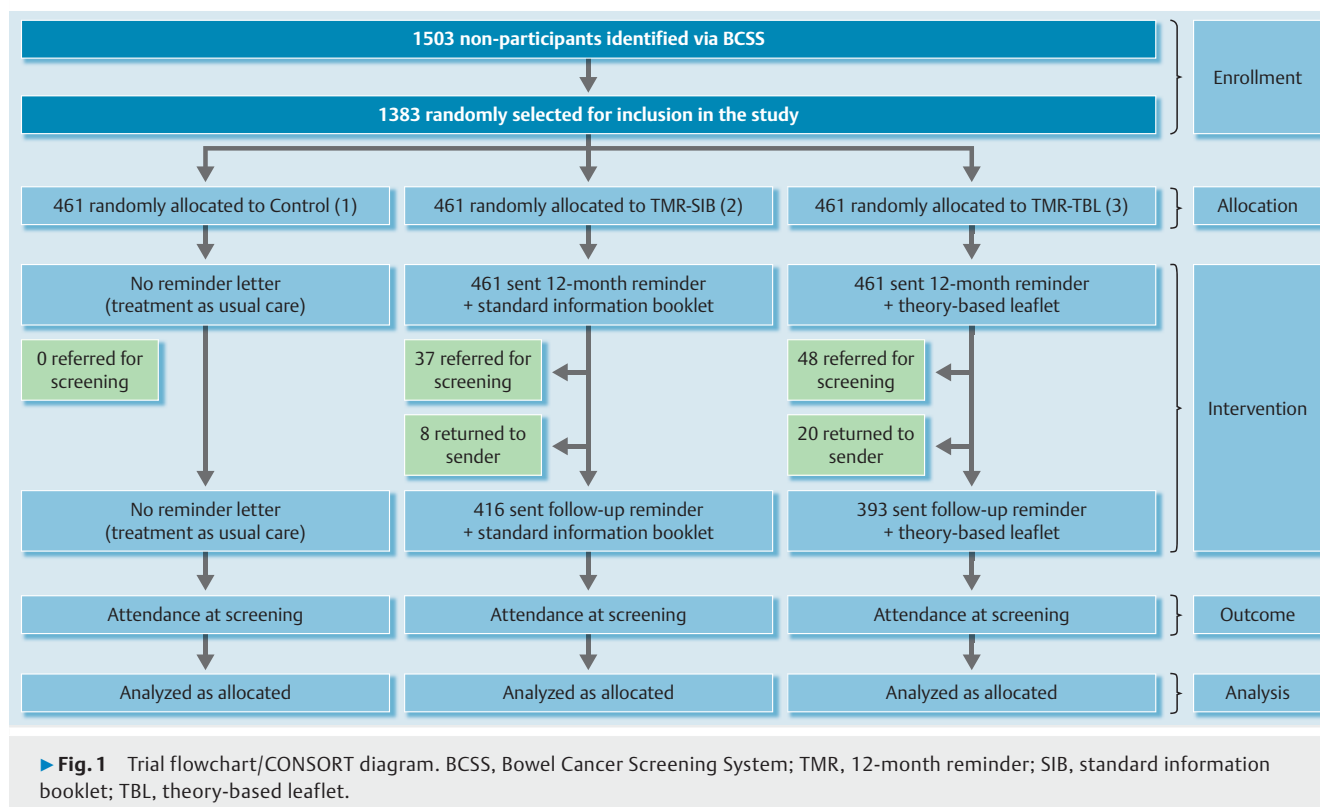 1503 non-participants identified via BCSS
1383 randomly selected for inclusion in the study
Enrollment
461 randomly allocated to Control (1)
461 randomly allocated to TMR-SIB (2)
461 randomly allocated to TMR-TBL (3)
Allocation
No reminder letter
(treatment as usual care)
461 sent 12-month reminder
+ standard information booklet
461 sent 12-month reminder
+ theory-based leaflet
0 referred for
screening
37 referred for
screening
48 referred for
screening
8 returned to
sender
20 returned to
sender
Intervention
No reminder letter
(treatment as usual care)
416 sent follow-up reminder
+ standard information booklet
393 sent follow-up reminder
+ theory-based leaflet
Attendance at screening
Attendance at screening
Attendance at screening
Outcome
Analyzed as allocated
Analyzed as allocated
Analyzed as allocated
Analysis
▶Fig. 1 Trial flowchart/CONSORT diagram. BCSS, Bowel Cancer Screening System; TMR, 12-month reminder; SIB, standard information
booklet; TBL, theory-based leaflet.